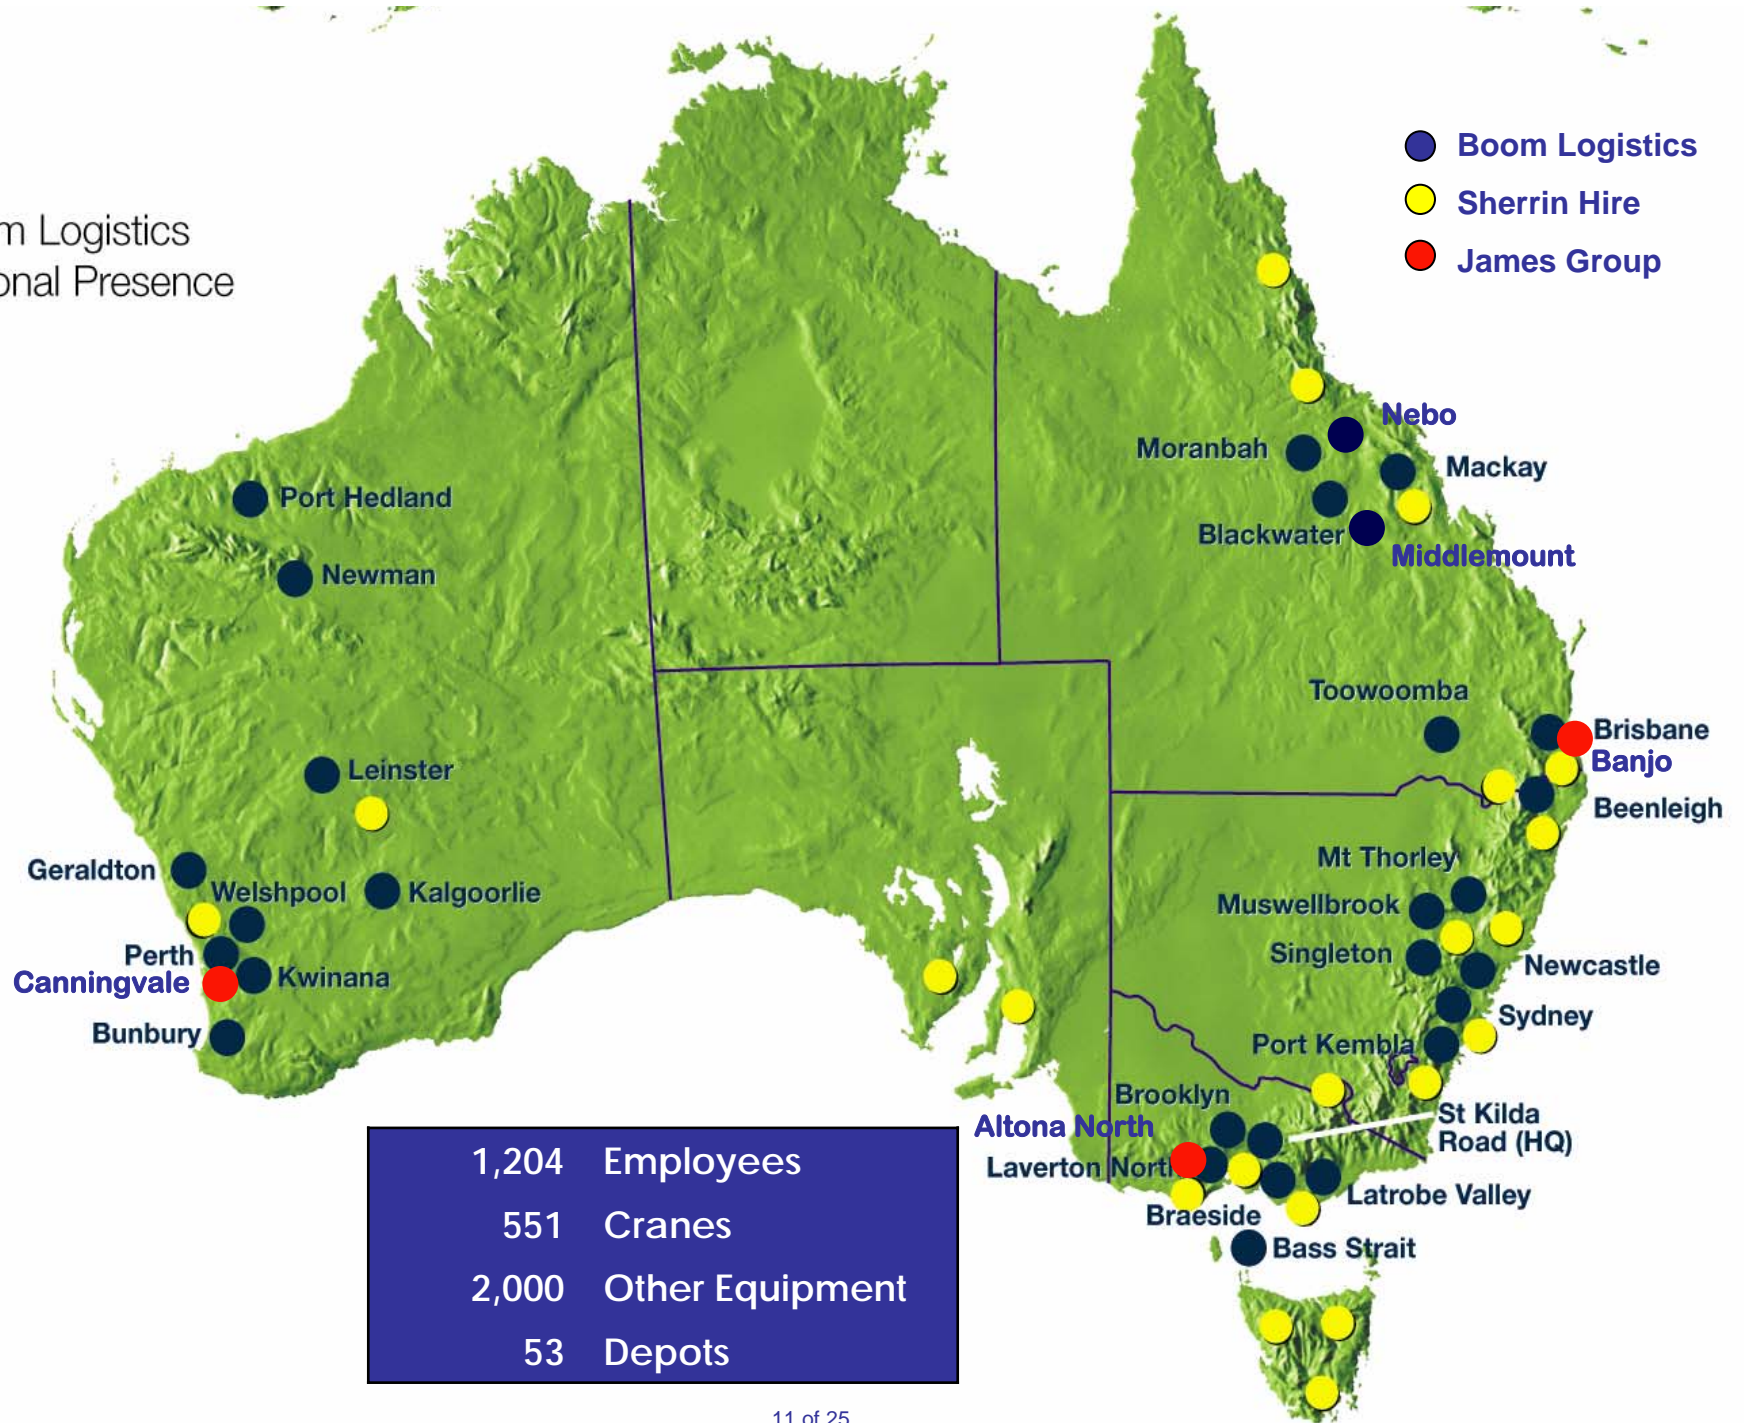 m Logistics
onal Presence
Boom Logistics
Sherrin Hire
James Group
Nebo
Moranbah
Mackay
Blackwater
Middlemount
Port Hedland
Newman
Toowoomba
Brisbane
Banjo
Beenleigh
Leinster
Geraldton
Welshpool
Kalgoorlie
Perth
Canningvale
Kwinana
Bunbury
Mt Thorley
Muswellbrook
Singleton
Newcastle
Sydney
Port Kembla
Brooklyn
Altona North
St Kilda
Road (HQ)
Laverton North
Latrobe Valley
Braeside
Bass Strait
1,204 Employees
551 Cranes
2,000 Other Equipment
53 Depots
11 of 25